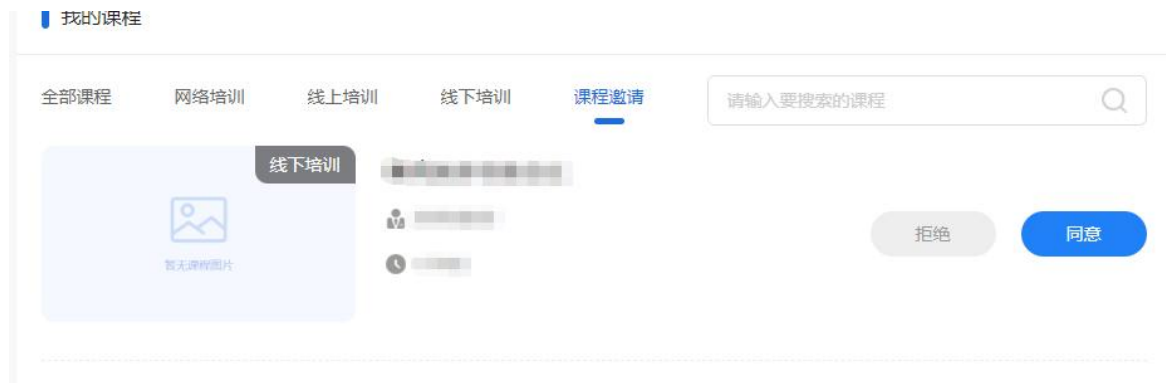 我的课程
全部课程 网络培训 线上培训 线下培训 课程邀请 请输入要搜索的课程
线下培训
暂无课程图片
拒绝 同意